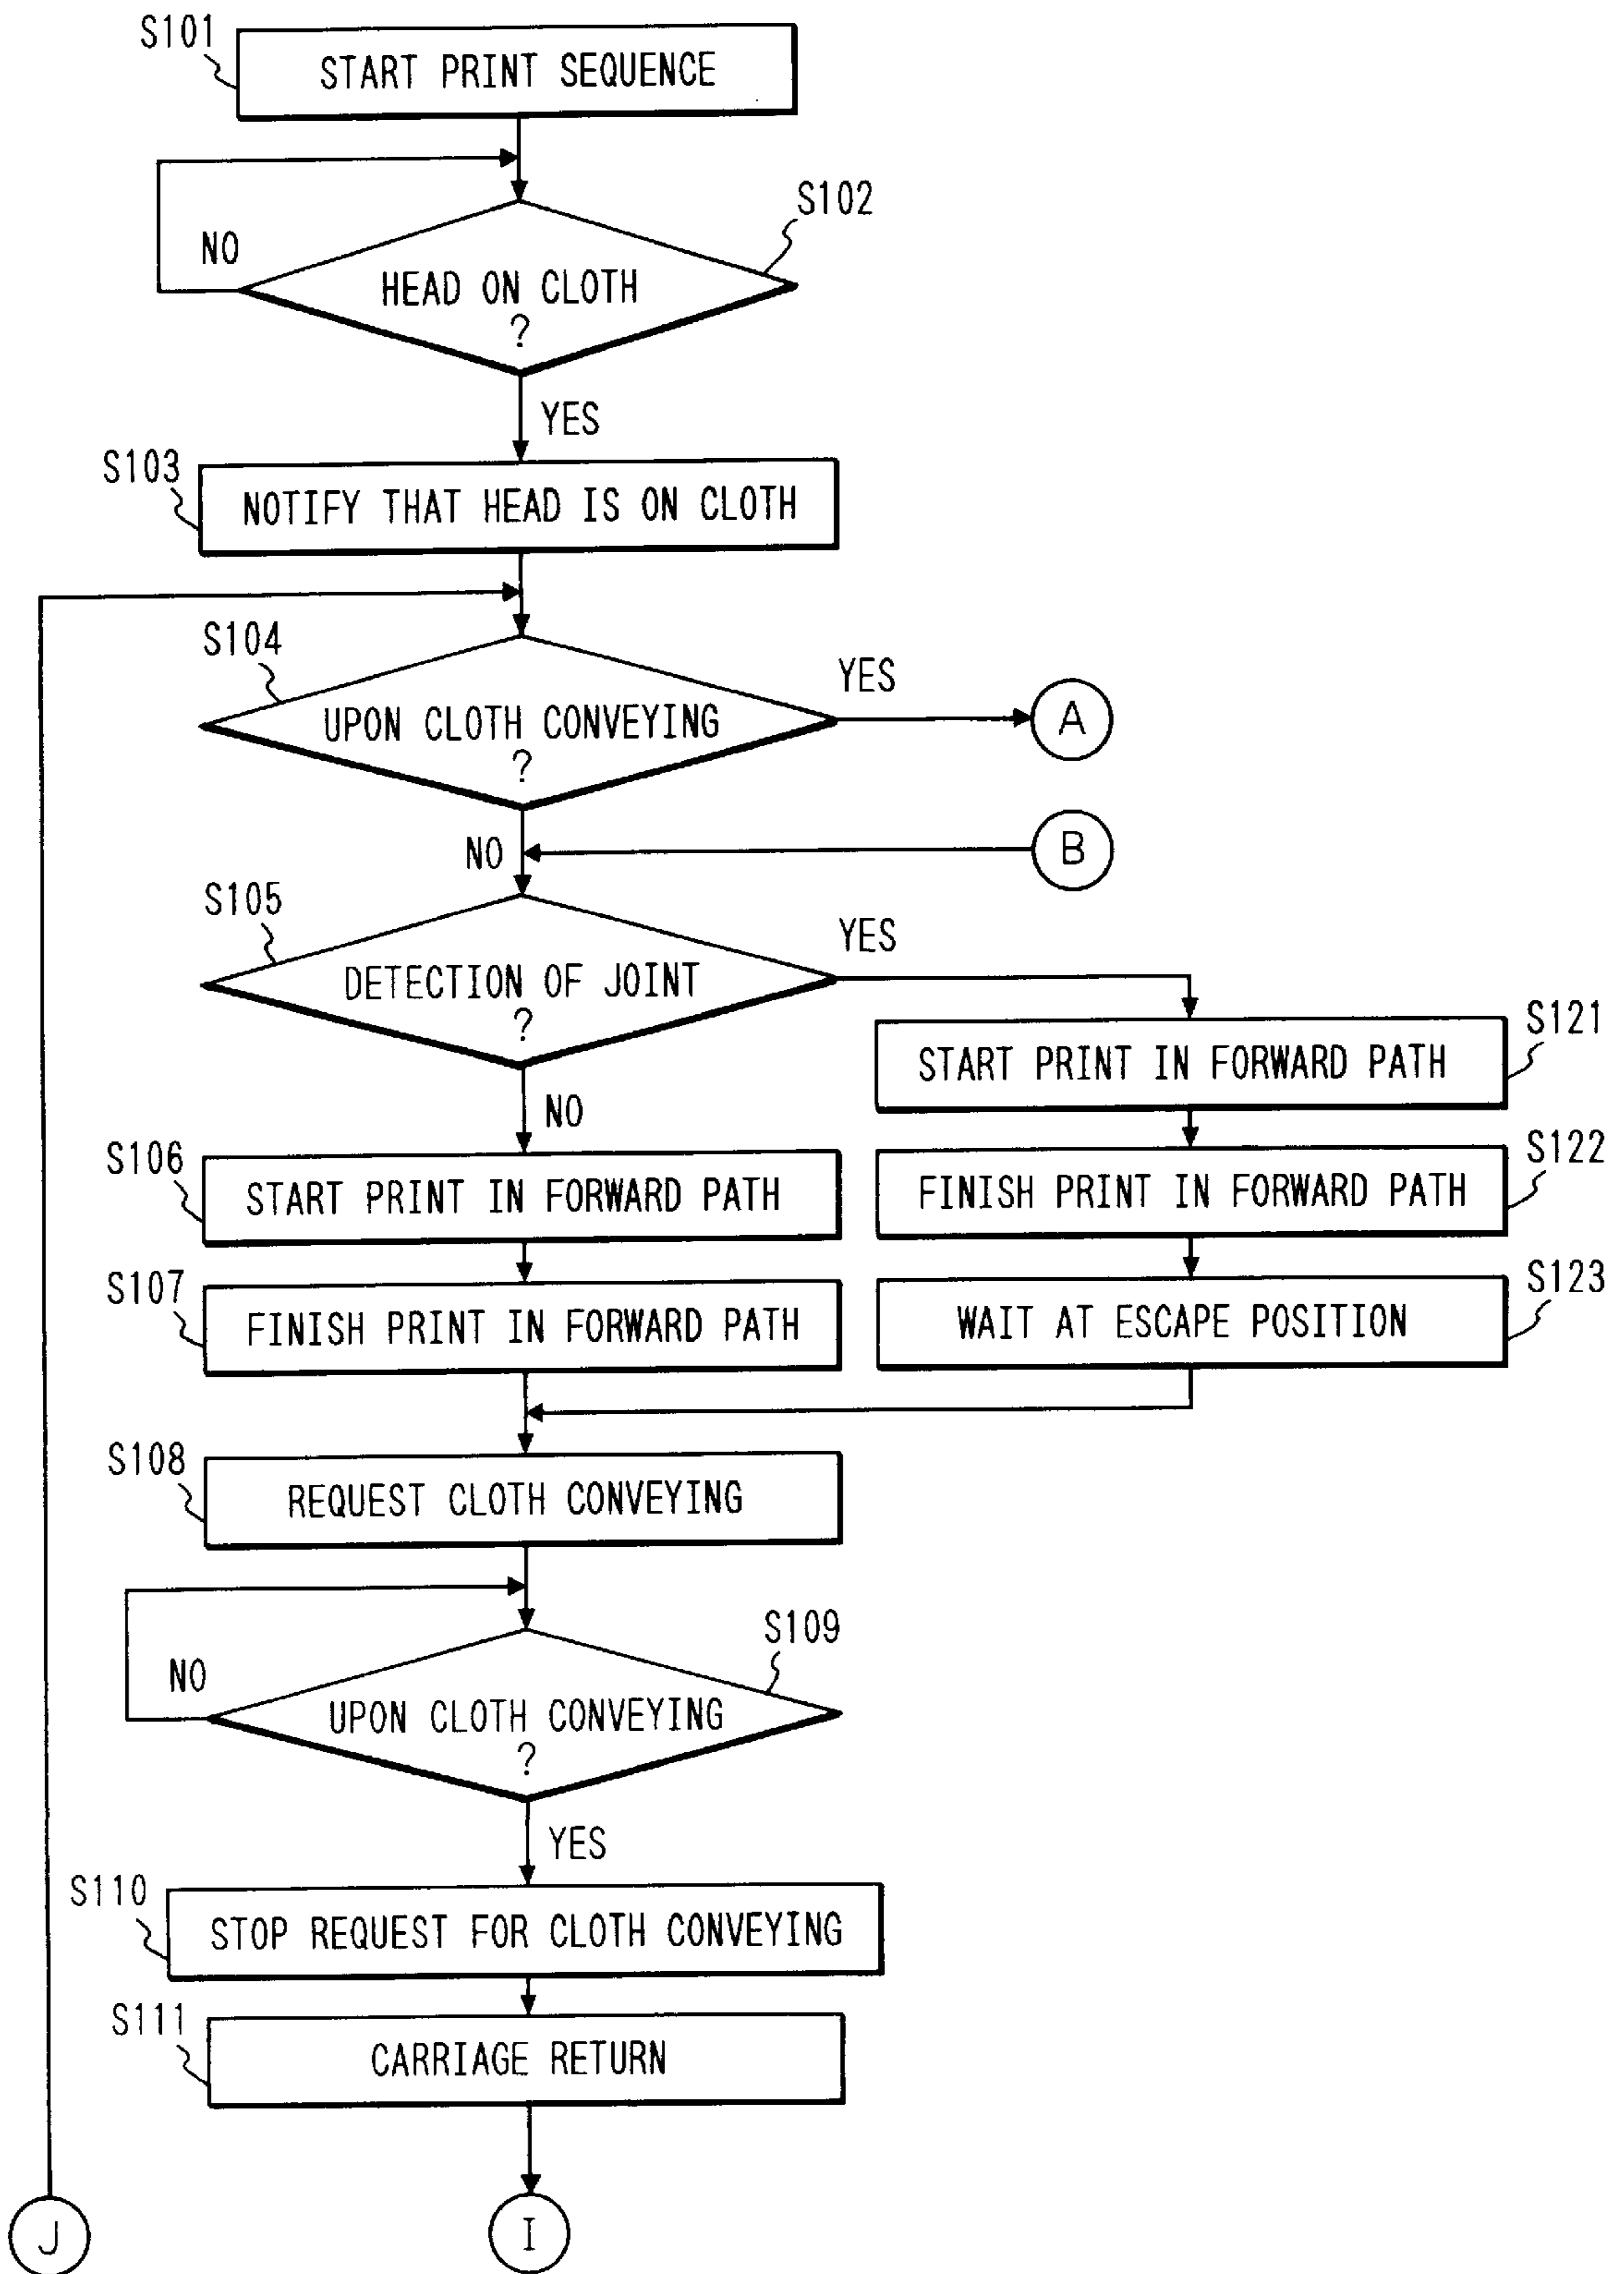 S101
START PRINT SEQUENCE
S102
NO
HEAD ON CLOTH
?
YES
S103
NOTIFY THAT HEAD IS ON CLOTH
S104
YES
UPON CLOTH CONVEYING
?
A
NO
B
S105
YES
DETECTION OF JOINT
?
S121
START PRINT IN FORWARD PATH
NO
S122
FINISH PRINT IN FORWARD PATH
S106
START PRINT IN FORWARD PATH
S123
WAIT AT ESCAPE POSITION
S107
FINISH PRINT IN FORWARD PATH
S108
REQUEST CLOTH CONVEYING
S109
NO
UPON CLOTH CONVEYING
?
YES
S110
STOP REQUEST FOR CLOTH CONVEYING
S111
CARRIAGE RETURN
J
I